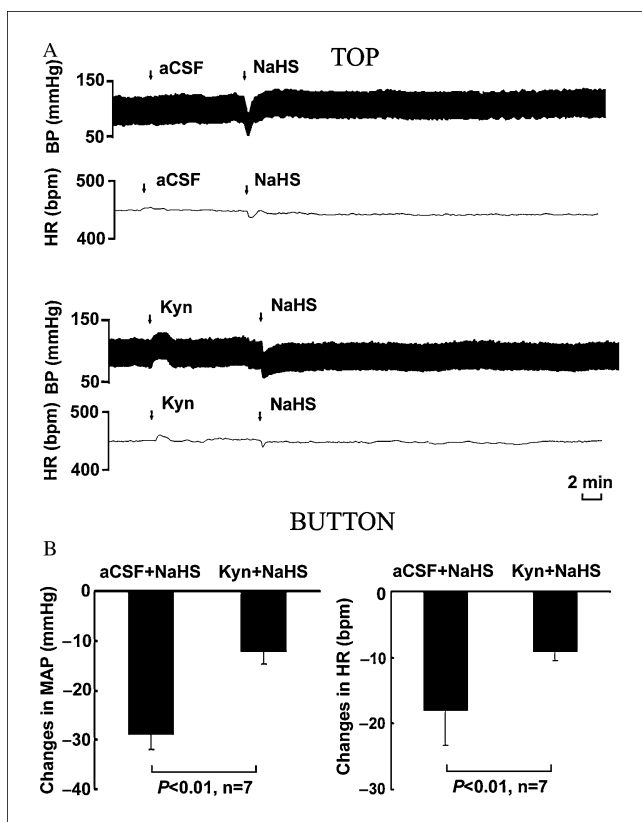 A
TOP
aCSF NaHS
150
BP (mmHg)
50
aCSF NaHS
500
HR (bpm)
400
Kyn NaHS
150
BP (mmHg)
50
Kyn NaHS
500
HR (bpm)
400
2 min
BUTTON
B
aCSF+NaHS Kyn+NaHS
0
−10
−20
−30
−40
Changes in MAP (mmHg)
P<0.01, n=7
aCSF+NaHS Kyn+NaHS
0
−10
−20
−30
Changes in HR (bpm)
P<0.01, n=7